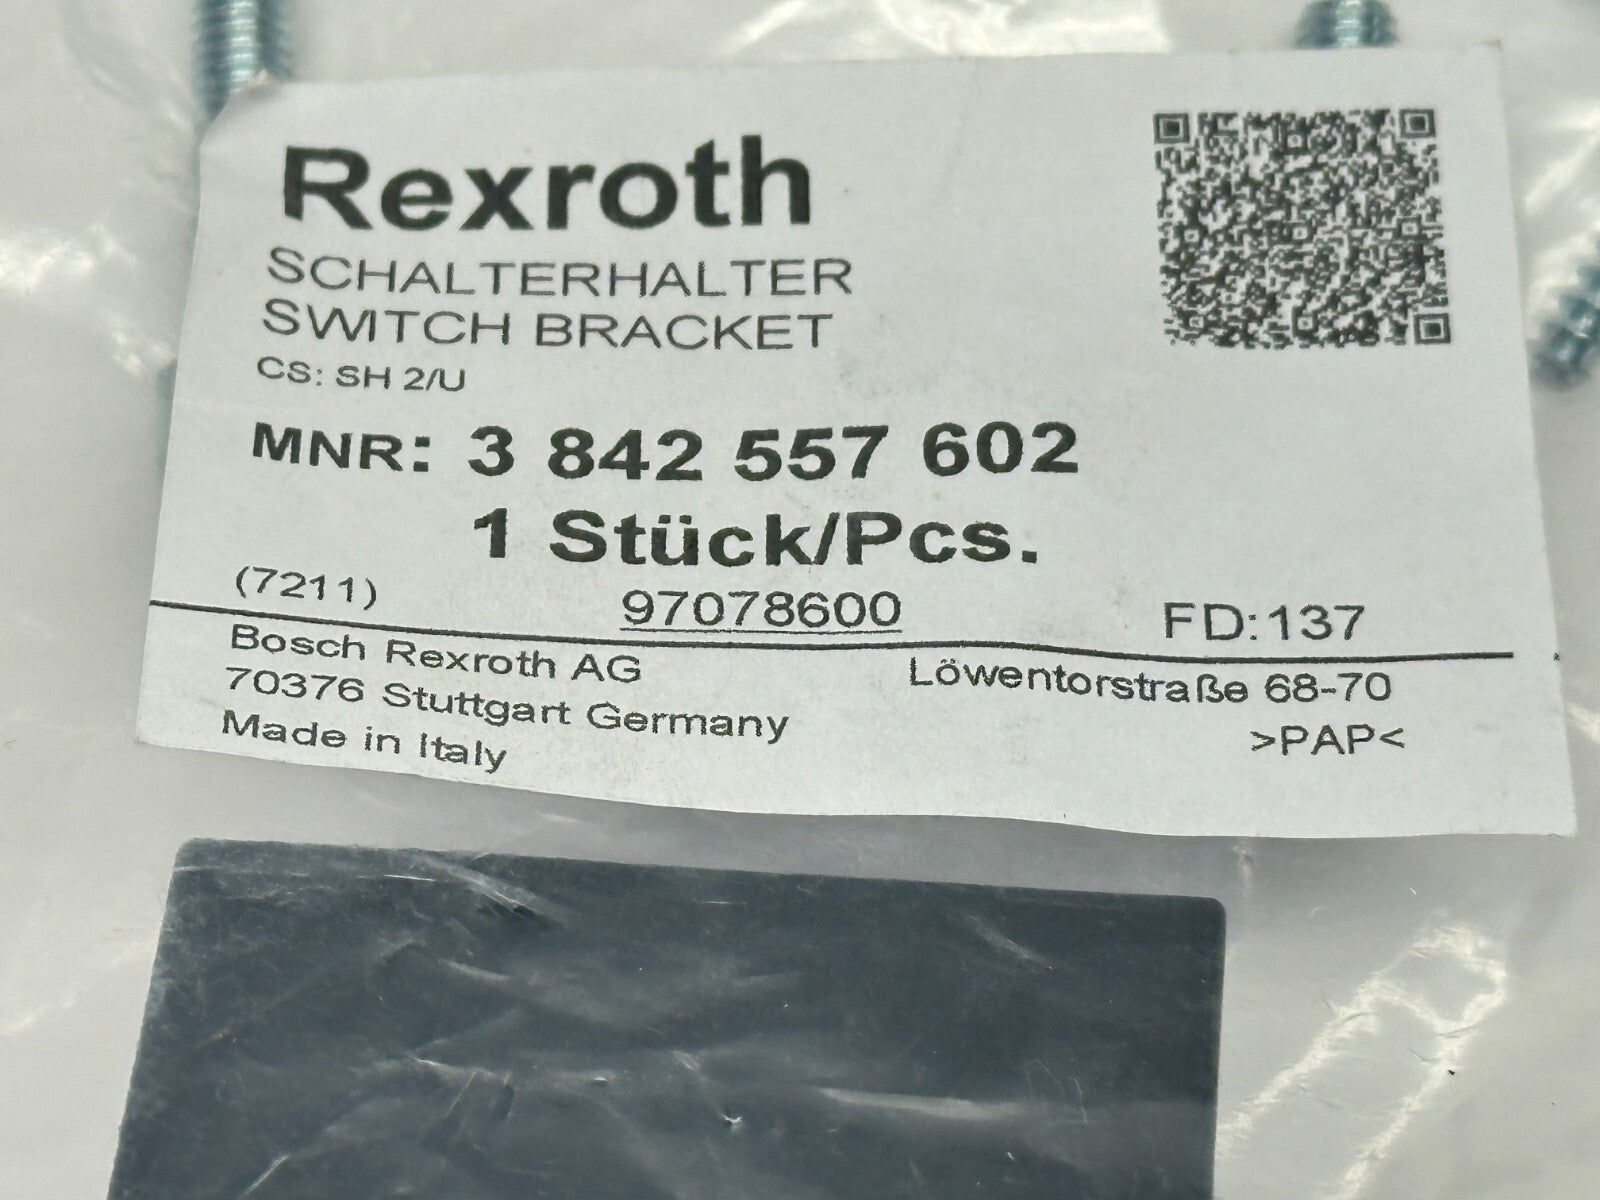 Rexroth
SCHALTERHALTER
SWITCH BRACKET
CS: SH 2/U
MNR: 3 842 557 602
1 Stück/Pcs.
(7211) 97078600 FD:137
Bosch Rexroth AG Löwentorstraße 68-70
70376 Stuttgart Germany
Made in Italy >PAP<